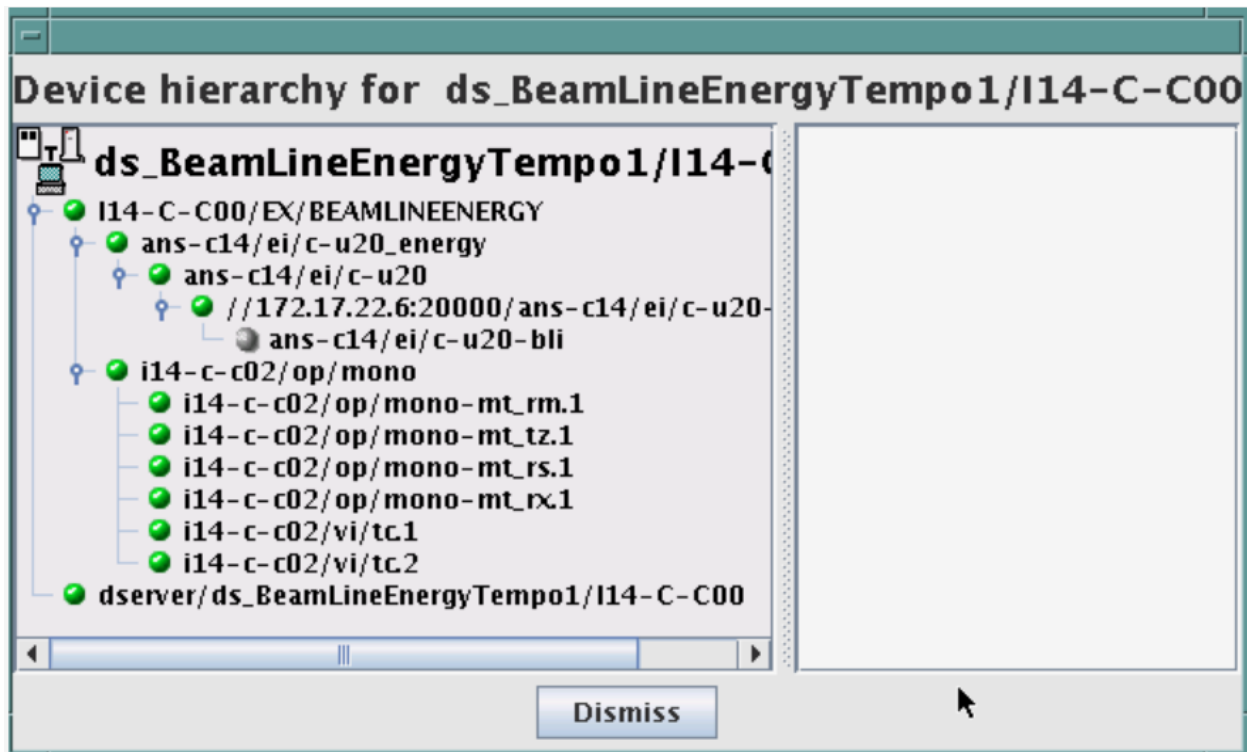 Device hierarchy for ds_BeamLineEnergyTempo1/I14-C-C00
ds_BeamLineEnergyTempo1/I14-
I14-C-C00/EX/BEAMLINEENERGY
ans-c14/ei/c-u20_energy
ans-c14/ei/c-u20
//172.17.22.6:20000/ans-c14/ei/c-u20-
ans-c14/ei/c-u20-bli
i14-c-c02/op/mono
i14-c-c02/op/mono-mt_rm.1
i14-c-c02/op/mono-mt_tz.1
i14-c-c02/op/mono-mt_rs.1
i14-c-c02/op/mono-mt_rx.1
i14-c-c02/vi/tc.1
i14-c-c02/vi/tc.2
dserver/ds_BeamLineEnergyTempo1/I14-C-C00
Dismiss